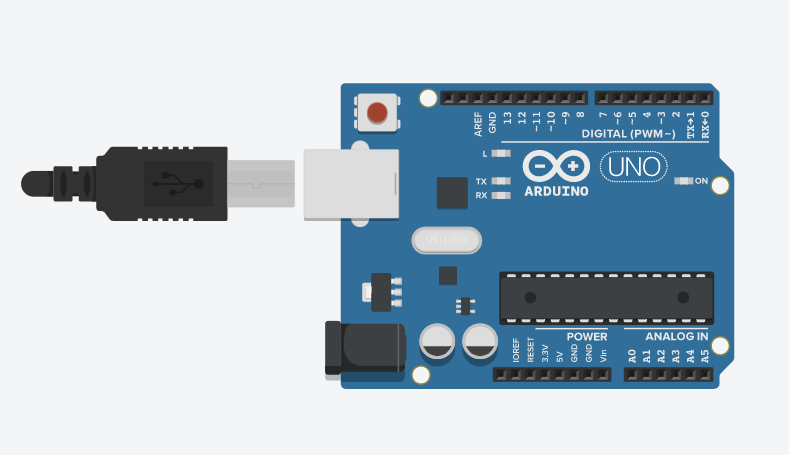 AREF
GND
13
12
~11
~10
~9
8
7
~6
~5
4
~3
2
TX→1
RX←0
DIGITAL (PWM~)
L
TX
RX
ARDUINO
UNO
ON
POWER
ANALOG IN
IOREF
RESET
3.3V
5V
GND
GND
Vin
A0
A1
A2
A3
A4
A5